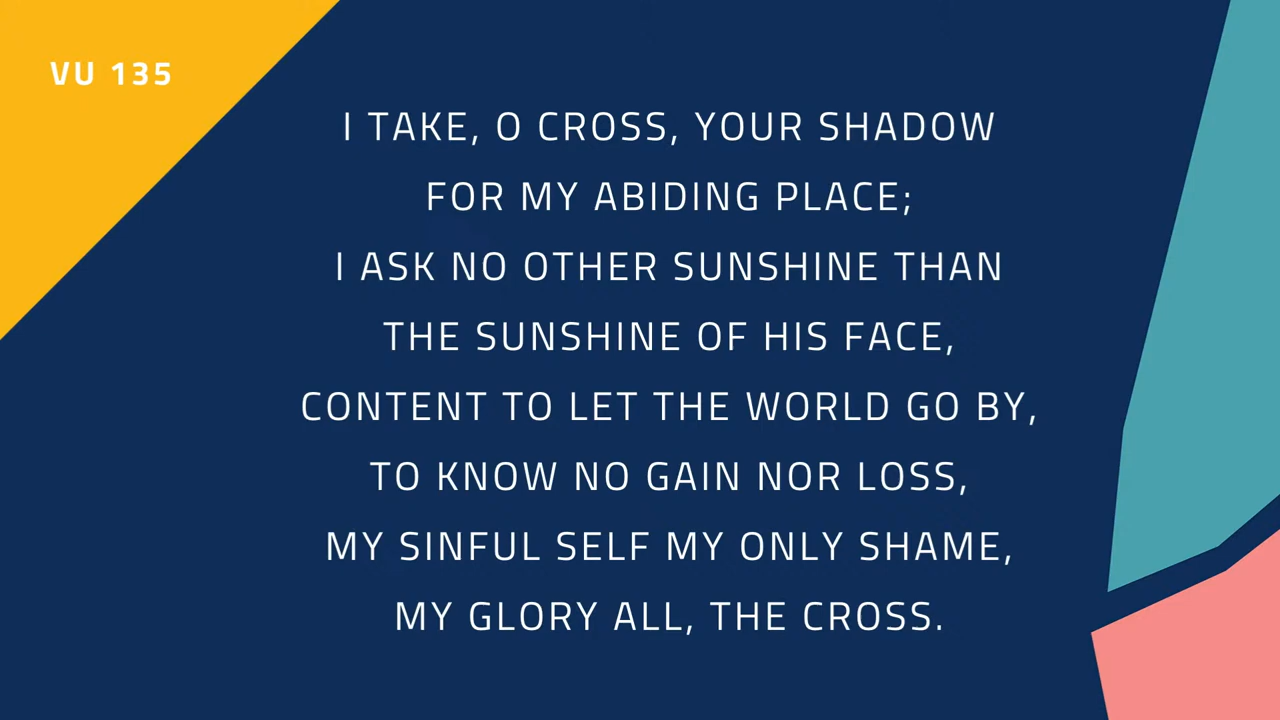 VU 135
I TAKE, O CROSS, YOUR SHADOW
FOR MY ABIDING PLACE;
I ASK NO OTHER SUNSHINE THAN
THE SUNSHINE OF HIS FACE,
CONTENT TO LET THE WORLD GO BY,
TO KNOW NO GAIN NOR LOSS,
MY SINFUL SELF MY ONLY SHAME,
MY GLORY ALL, THE CROSS.